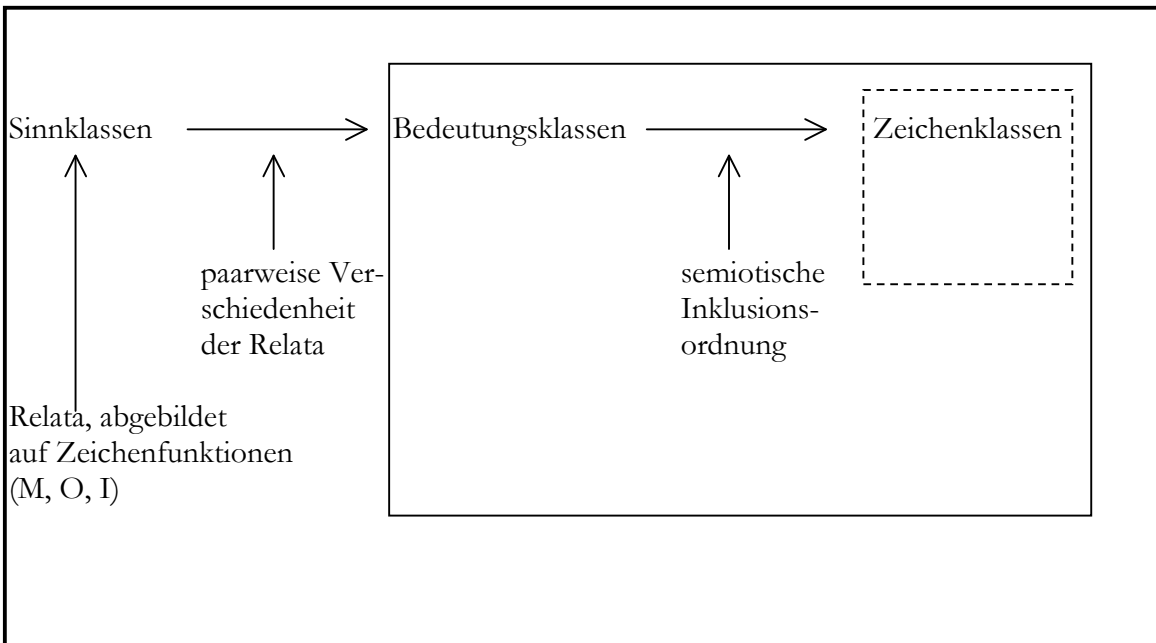 Sinnklassen
Bedeutungsklassen
Zeichenklassen
paarweise Ver-
schiedenheit
der Relata
semiotische
Inklusions-
ordnung
Relata, abgebildet
auf Zeichenfunktionen
(M, O, I)